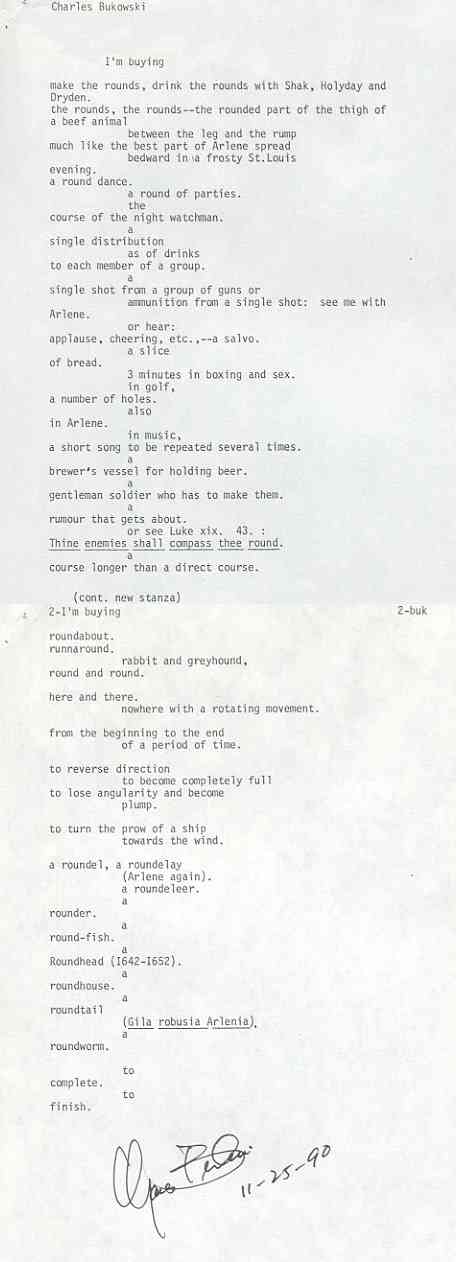 Charles Bukowski
I'm buying
make the rounds, drink the rounds with Shak, Holyday and
Dryden.
the rounds, the rounds--the rounded part of the thigh of
a beef animal
between the leg and the rump
much like the best part of Arlene spread
bedward in a frosty St.Louis
evening.
a round dance.
a round of parties.
the
course of the night watchman.
a
single distribution
as of drinks
to each member of a group.
a
single shot from a group of guns or
ammunition from a single shot: see me with
Arlene.
or hear:
applause, cheering, etc.,--a salvo.
a slice
of bread.
3 minutes in boxing and sex.
in golf,
a number of holes.
also
in Arlene.
in music,
a short song to be repeated several times.
a
brewer's vessel for holding beer.
a
gentleman soldier who has to make them.
a
rumour that gets about.
or see Luke xix. 43. :
Thine enemies shall compass thee round.
a
course longer than a direct course.
(cont. new stanza)
2-I'm buying 2-buk
roundabout.
runnaround.
rabbit and greyhound,
round and round.
here and there.
nowhere with a rotating movement.
from the beginning to the end
of a period of time.
to reverse direction
to become completely full
to lose angularity and become
plump.
to turn the prow of a ship
towards the wind.
a roundel, a roundelay
(Arlene again).
a roundeleer.
a
rounder.
a
round-fish.
a
Roundhead (I642-I652).
a
roundhouse.
a
roundtail
(Gila robusia Arlenia).
a
roundworm.
to
complete.
to
finish.
11-25-90